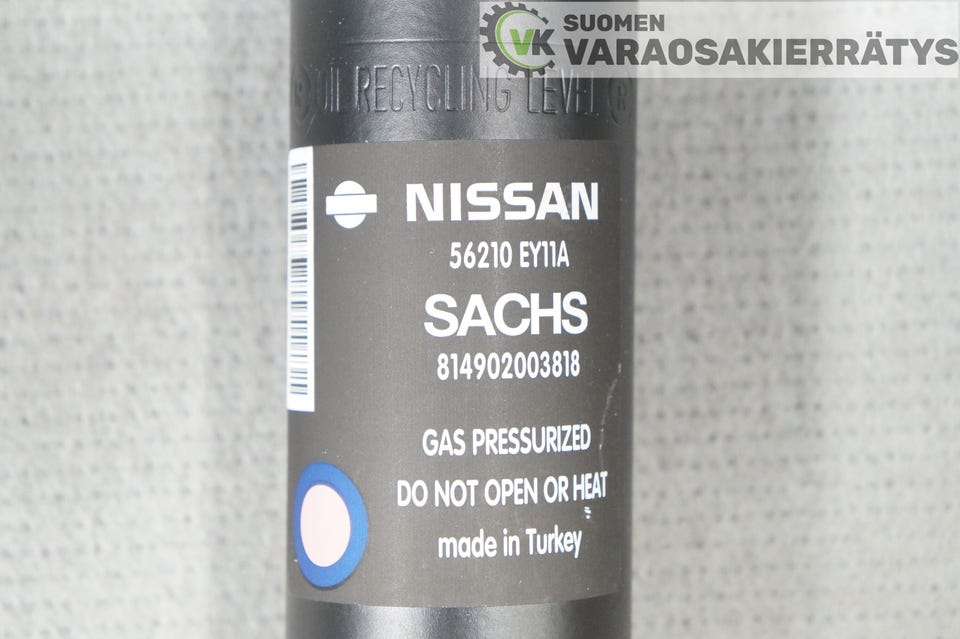 SUOMEN
VK VARAOSAKIERRÄTYS
OIL RECYCLING LEVEL R
NISSAN
56210 EY11A
SACHS
814902003818
GAS PRESSURIZED
DO NOT OPEN OR HEAT
made in Turkey